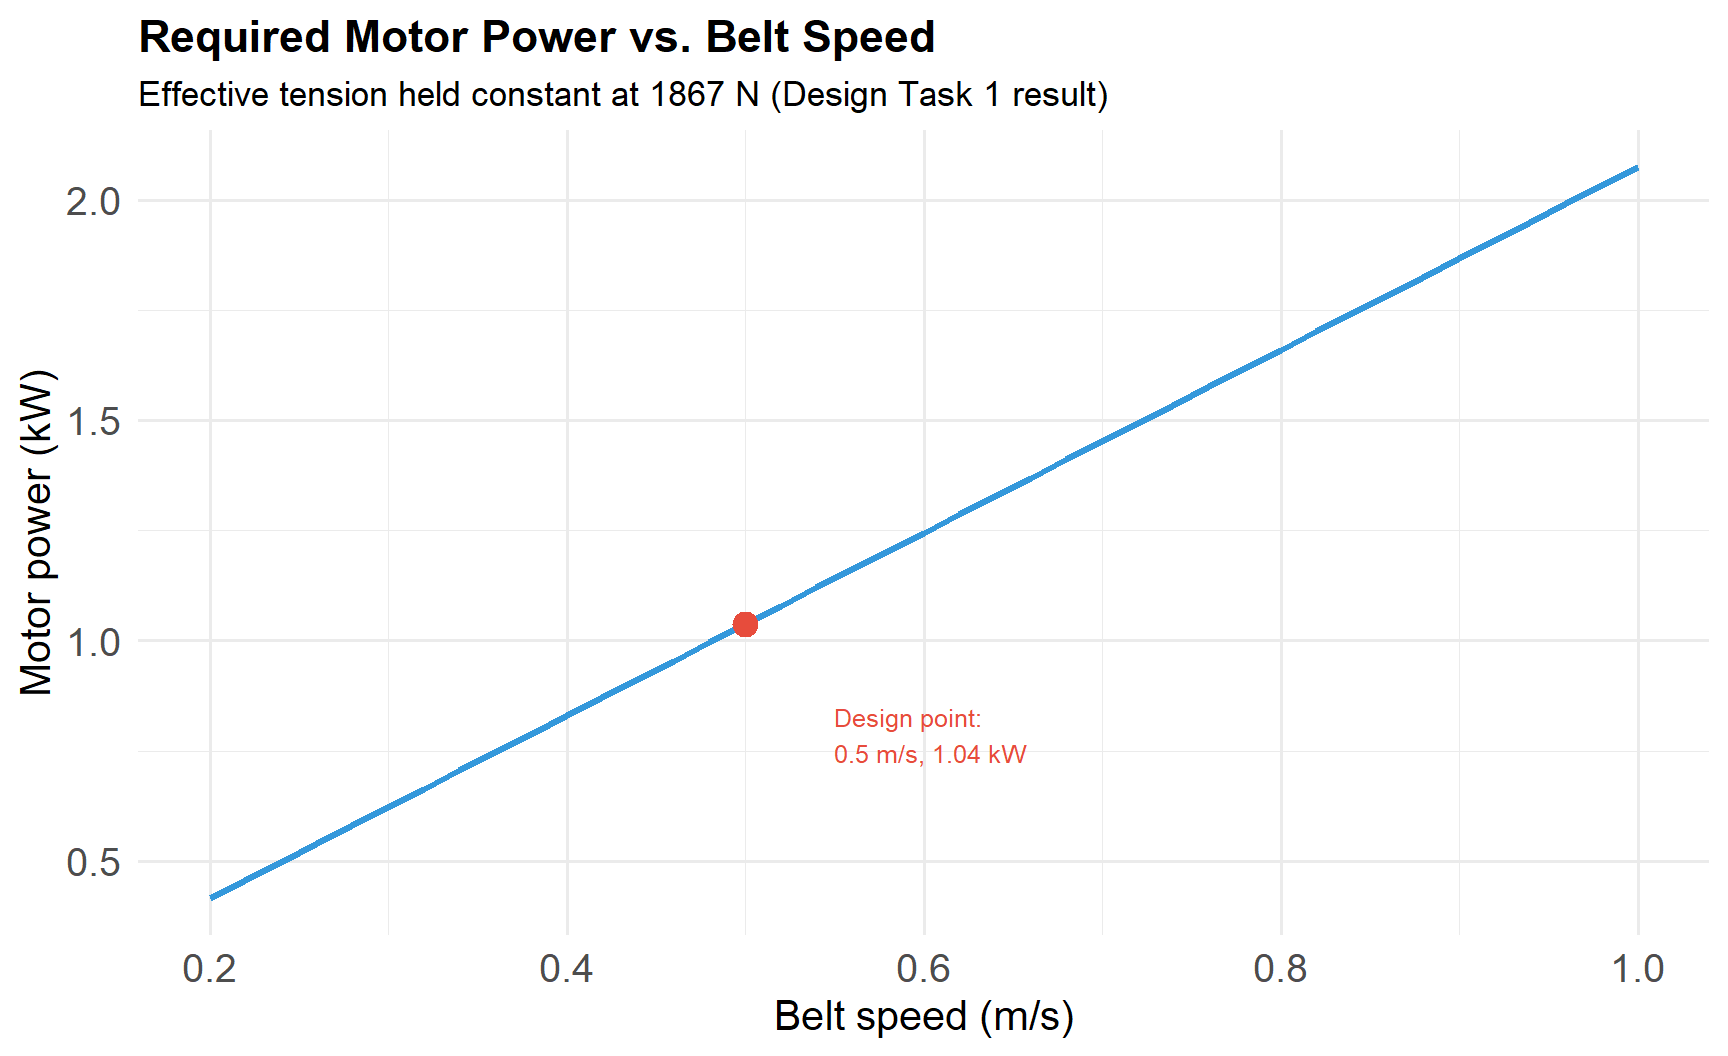 Required Motor Power vs. Belt Speed
Effective tension held constant at 1867 N (Design Task 1 result)
Motor power (kW)
2.0
1.5
1.0
0.5
Design point:
0.5 m/s, 1.04 kW
0.2 0.4 0.6 0.8 1.0
Belt speed (m/s)